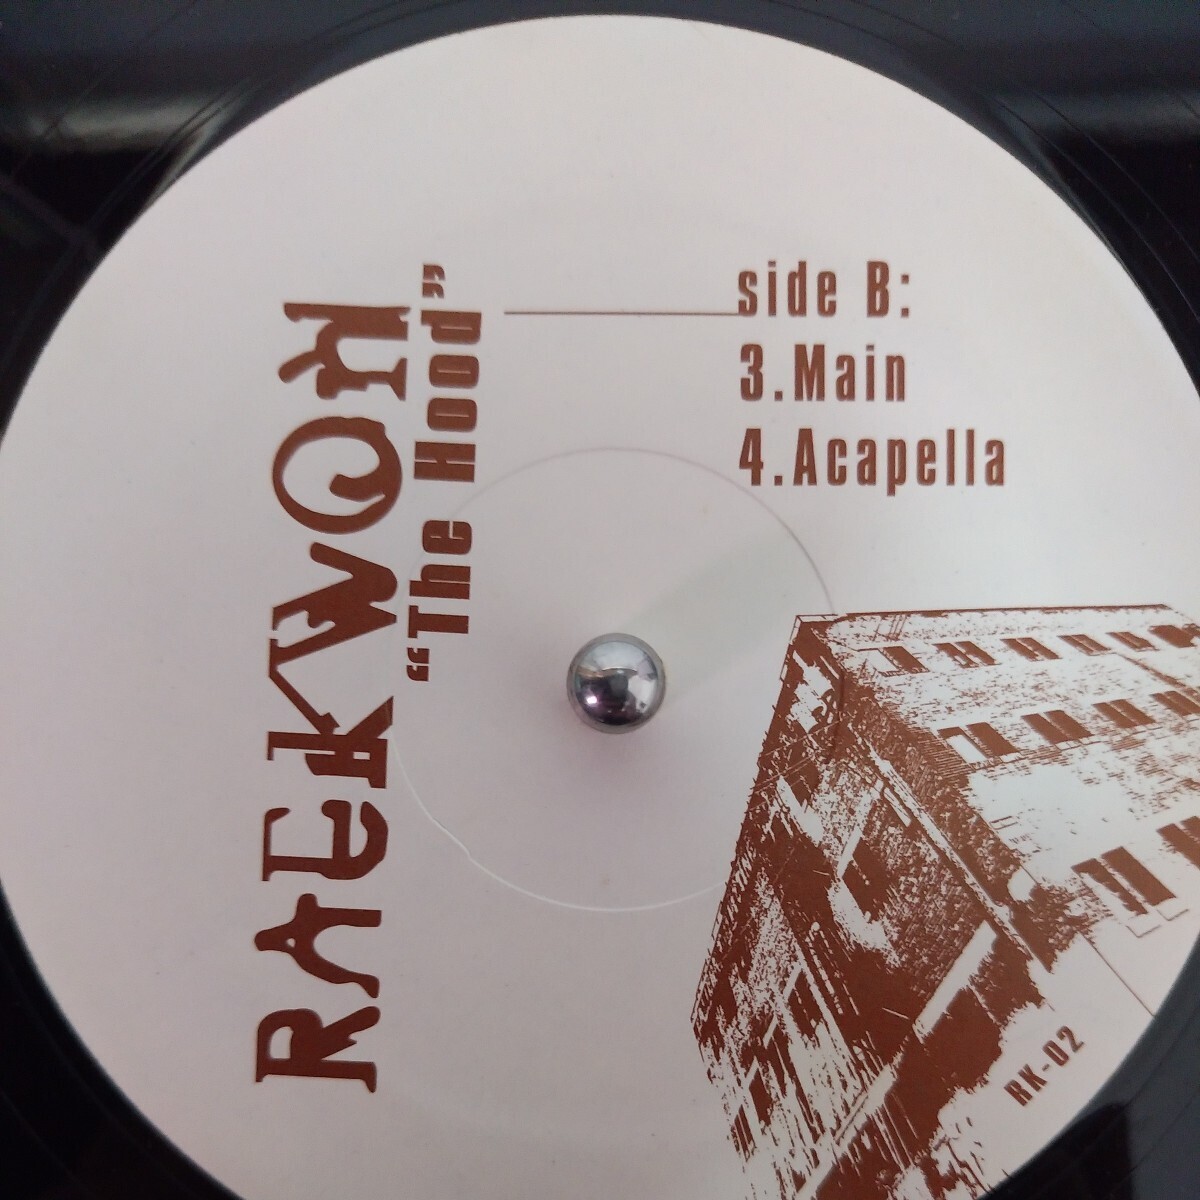 RAEKWON
"The Hood"
side B:
3.Main
4.Acapella
RK-02